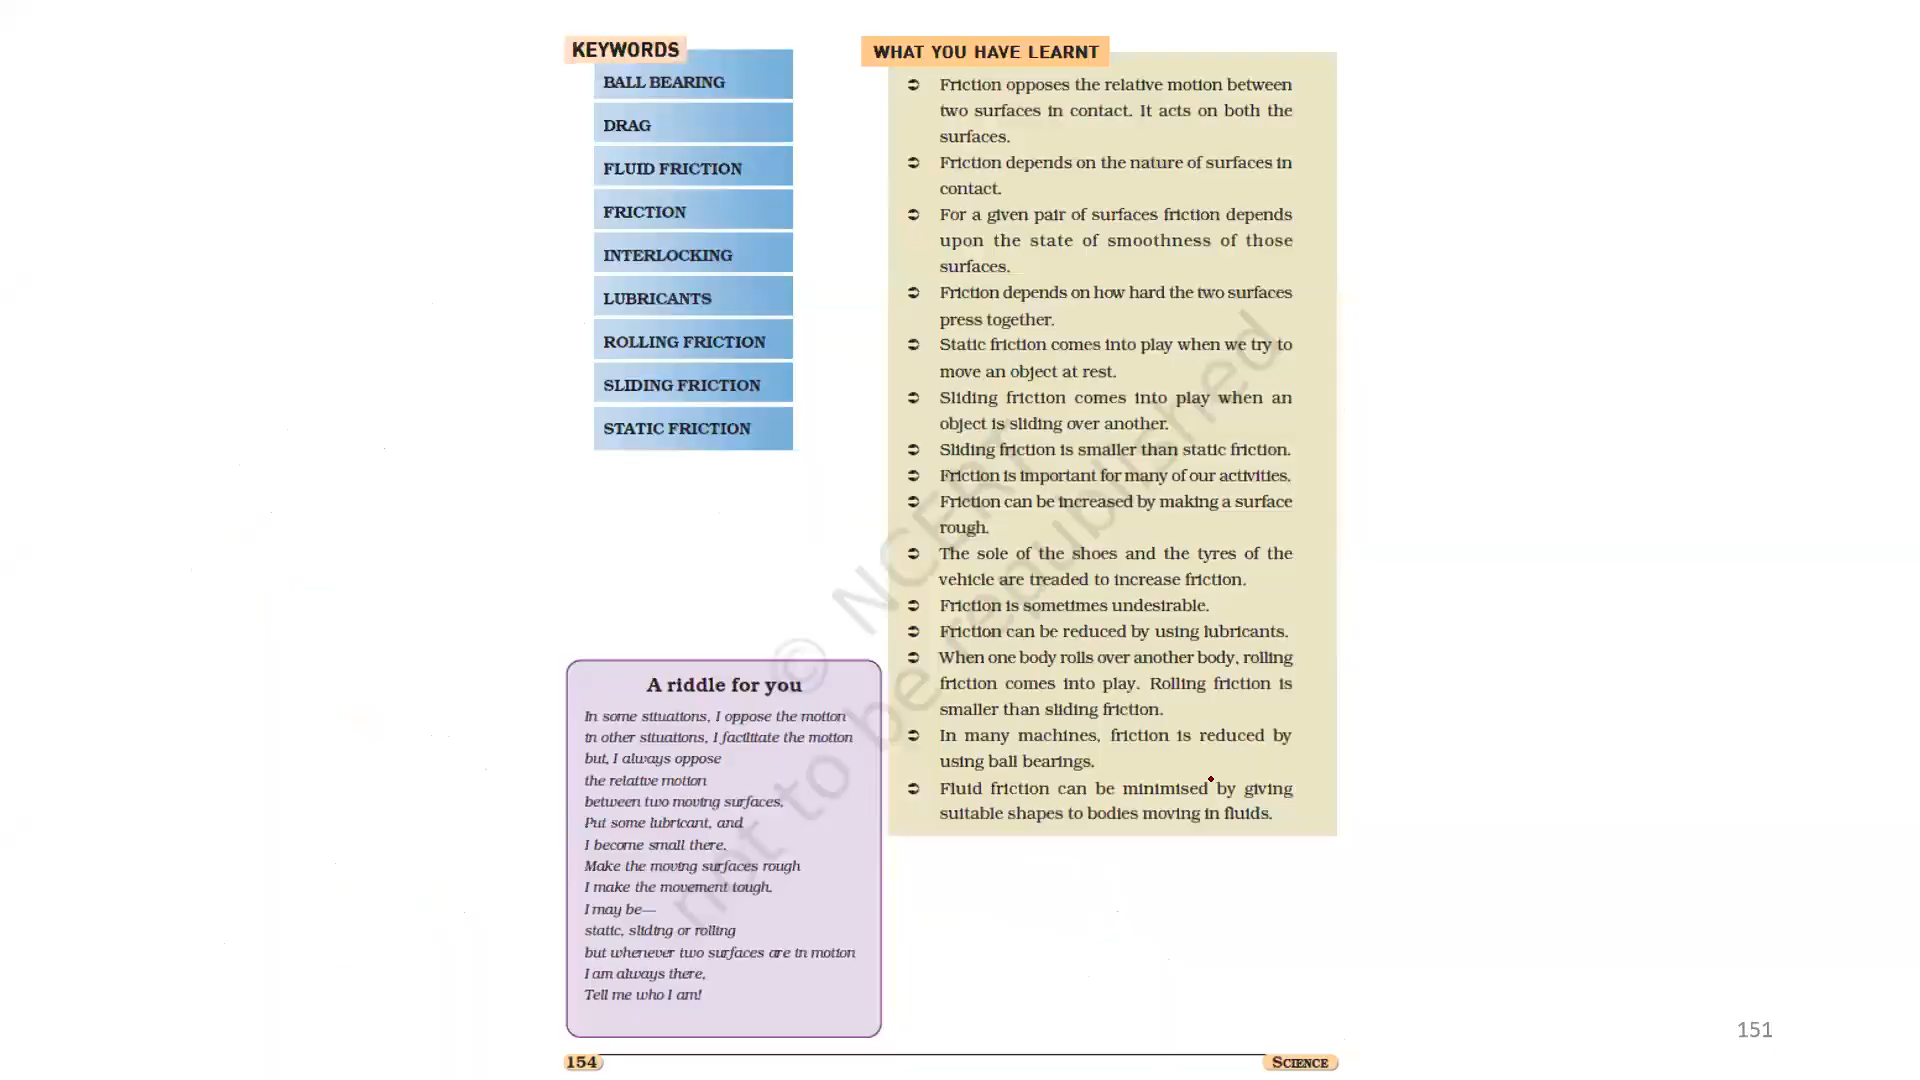 KEYWORDS
BALL BEARING
DRAG
FLUID FRICTION
FRICTION
INTERLOCKING
LUBRICANTS
ROLLING FRICTION
SLIDING FRICTION
STATIC FRICTION
WHAT YOU HAVE LEARNT
➲ Friction opposes the relative motion between
two surfaces in contact. It acts on both the
surfaces.
➲ Friction depends on the nature of surfaces in
contact.
➲ For a given pair of surfaces friction depends
upon the state of smoothness of those
surfaces.
➲ Friction depends on how hard the two surfaces
press together.
➲ Static friction comes into play when we try to
move an object at rest.
➲ Sliding friction comes into play when an
object is sliding over another.
➲ Sliding friction is smaller than static friction.
➲ Friction is important for many of our activities.
➲ Friction can be increased by making a surface
rough.
➲ The sole of the shoes and the tyres of the
vehicle are treaded to increase friction.
➲ Friction is sometimes undesirable.
➲ Friction can be reduced by using lubricants.
➲ When one body rolls over another body, rolling
friction comes into play. Rolling friction is
smaller than sliding friction.
➲ In many machines, friction is reduced by
using ball bearings.
➲ Fluid friction can be minimised by giving
suitable shapes to bodies moving in fluids.
A riddle for you
In some situations, I oppose the motion
in other situations, I facilitate the motion
but, I always oppose
the relative motion
between two moving surfaces,
Put some lubricant, and
I become small there,
Make the moving surfaces rough
I make the movement tough.
I may be—
static, sliding or rolling
but whenever two surfaces are in motion
I am always there,
Tell me who I am!
© NCERT
not to be republished
154
SCIENCE
151